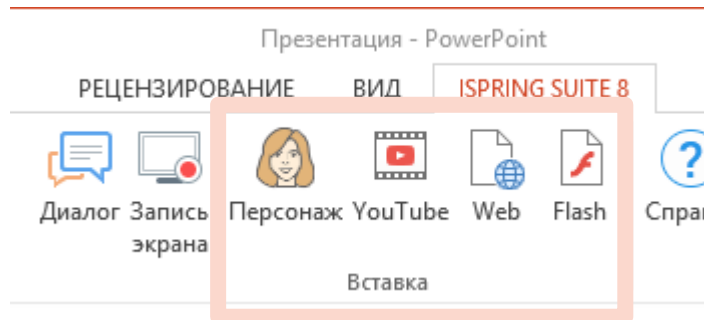 Презентация - PowerPoint
РЕЦЕНЗИРОВАНИЕ ВИД ISPRING SUITE 8
Диалог Запись экрана Персонаж YouTube Web Flash
Вставка